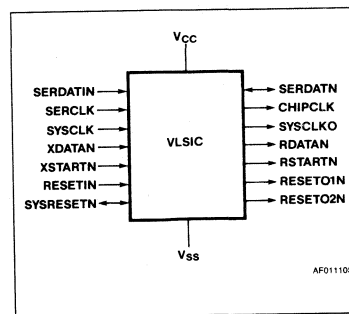 VCC
SERDATIN
SERCLK
SYSCLK
XDATAN
XSTARTN
RESETIN
SYSRESETN
VLSIC
SERDATN
CHIPCLK
SYSCLKO
RDATAN
RSTARTN
RESETO1N
RESETO2N
VSS